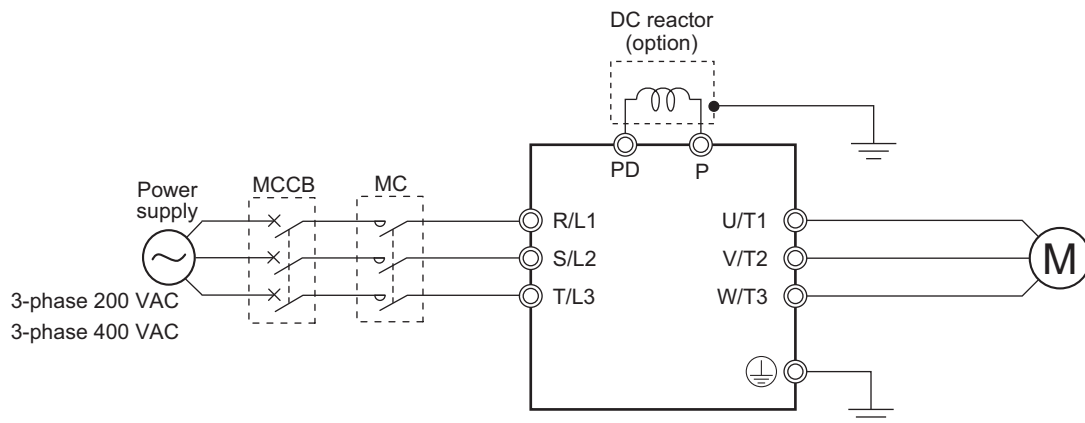 DC reactor
(option)
PD
P
Power
supply
MCCB
MC
R/L1
U/T1
S/L2
V/T2
M
T/L3
W/T3
3-phase 200 VAC
3-phase 400 VAC